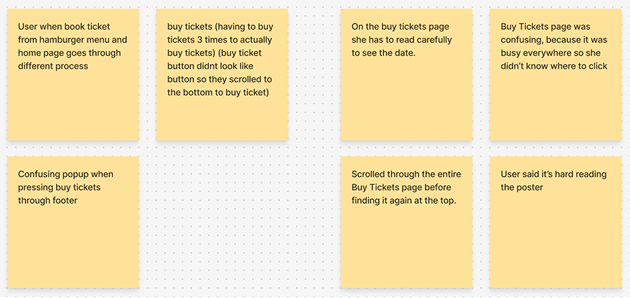 User when book ticket
from hamburger menu and
home page goes through
different process
buy tickets (having to buy
tickets 3 times to actually
buy tickets) (buy ticket
button didnt look like
button so they scrolled to
the bottom to buy ticket)
On the buy tickets page
she has to read carefully
to see the date.
Buy Tickets page was
confusing, because it was
busy everywhere so she
didn't know where to click
Confusing popup when
pressing buy tickets
through footer
Scrolled through the entire
Buy Tickets page before
finding it again at the top.
User said it's hard reading
the poster